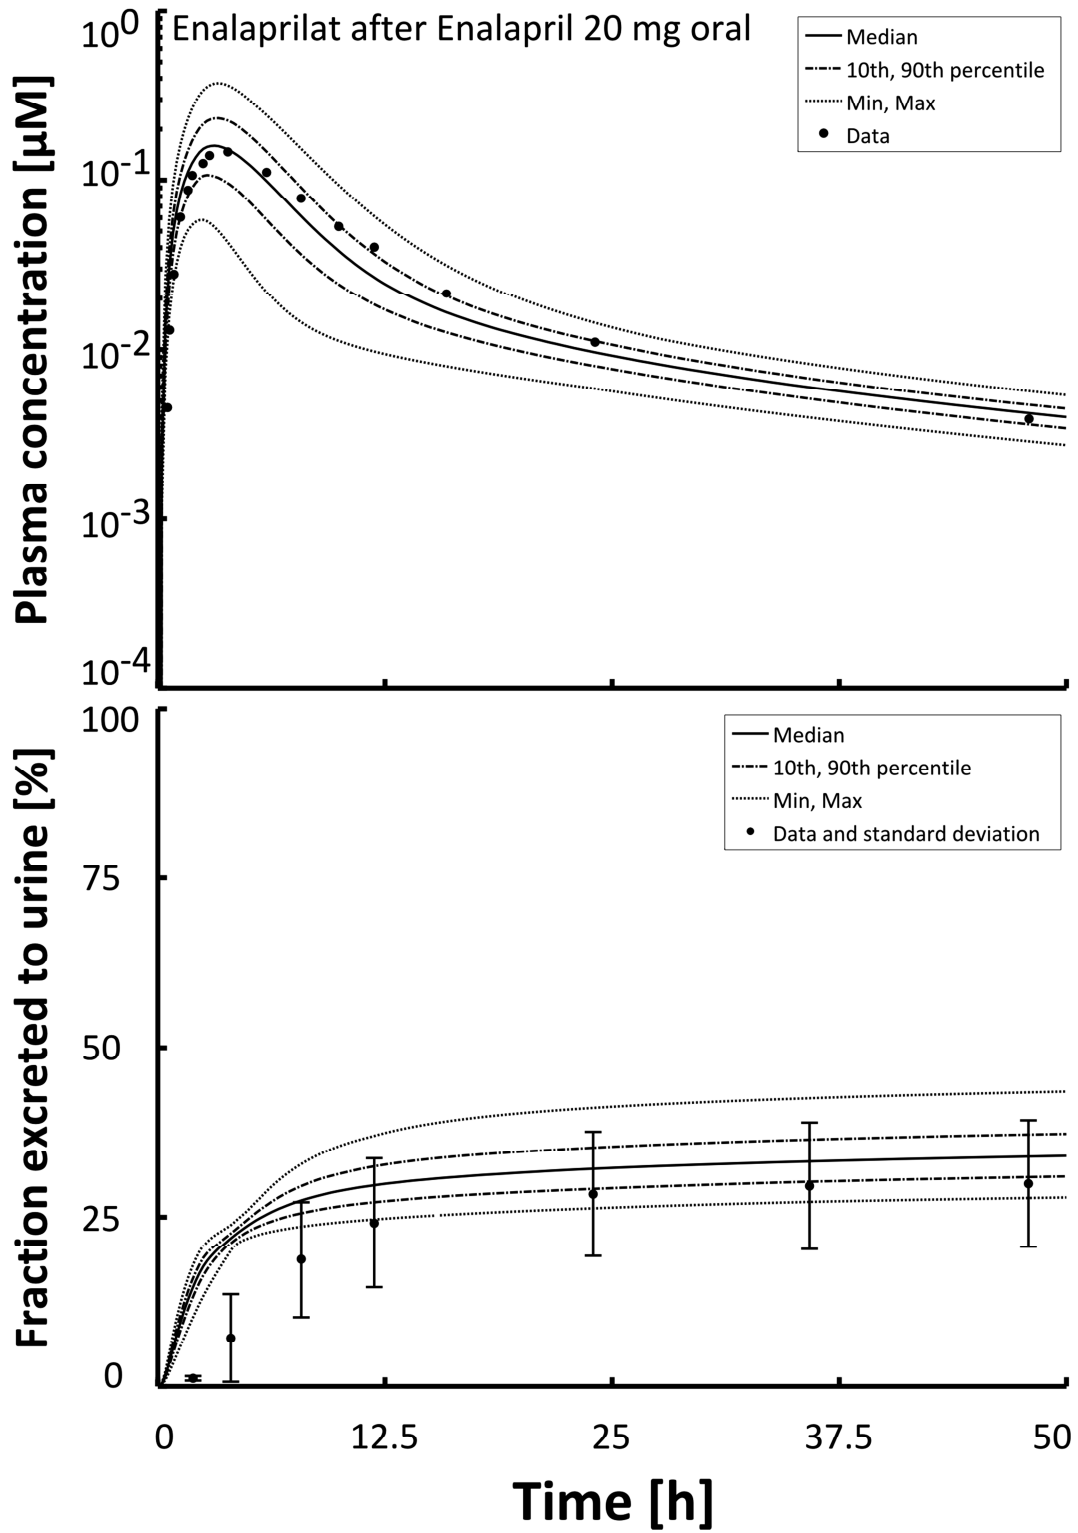 Enalaprilat after Enalapril 20 mg oral
Median
10th, 90th percentile
Min, Max
Data
Plasma concentration [µM]
10^0
10^-1
10^-2
10^-3
10^-4
Median
10th, 90th percentile
Min, Max
Data and standard deviation
Fraction excreted to urine [%]
100
75
50
25
0
0 12.5 25 37.5 50
Time [h]